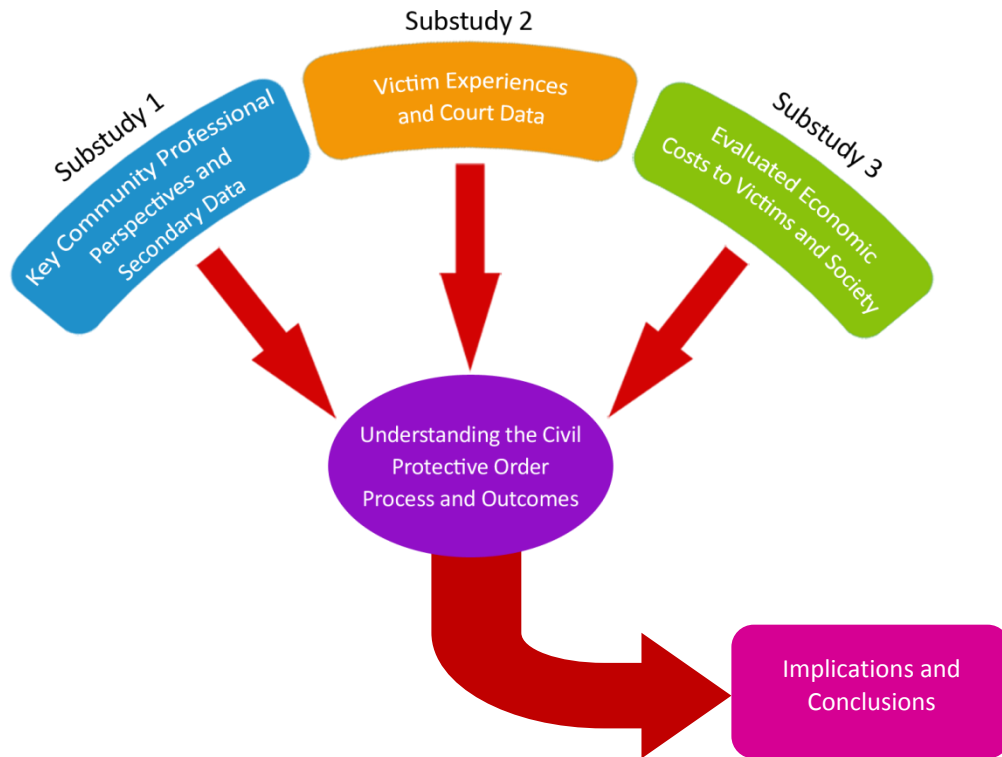 Substudy 1
Key Community Professional
Perspectives and
Secondary Data
Substudy 2
Victim Experiences
and Court Data
Substudy 3
Evaluated Economic
Costs to Victims and Society
Understanding the Civil
Protective Order
Process and Outcomes
Implications and
Conclusions